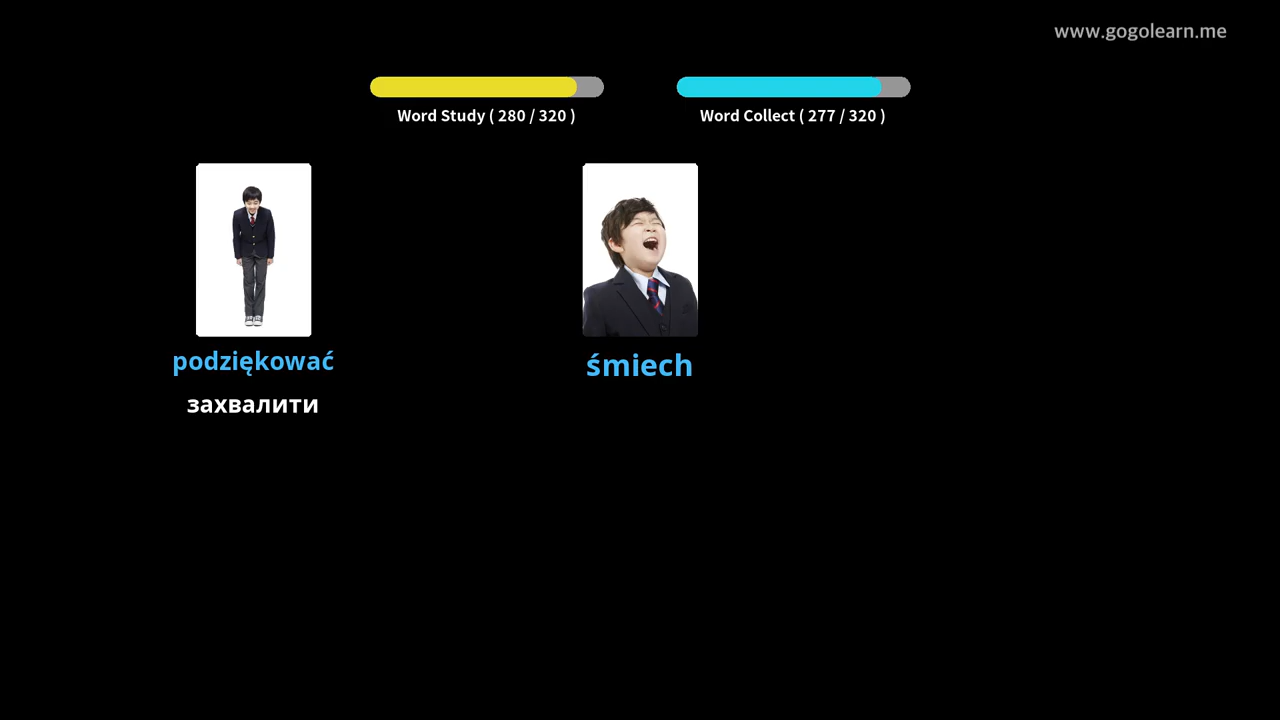 www.gogolearn.me
Word Study ( 280 / 320 )
Word Collect ( 277 / 320 )
podziękować
śmiech
захвалити